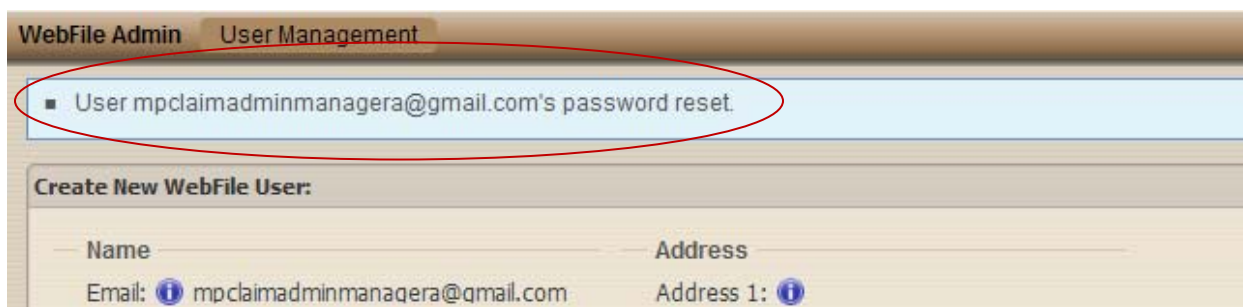 WebFile Admin User Management
User mpclaimadminmanagera@gmail.com's password reset.
Create New WebFile User:
Name Address
Email: mpclaimadminmanagera@gmail.com Address 1: